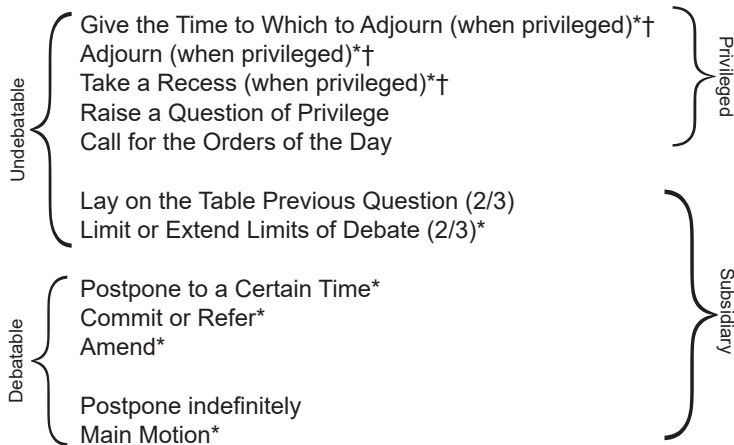 Give the Time to Which to Adjourn (when privileged)*†
Adjourn (when privileged)*†
Take a Recess (when privileged)*†
Raise a Question of Privilege
Call for the Orders of the Day
Privileged
Undebatable
Lay on the Table Previous Question (2/3)
Limit or Extend Limits of Debate (2/3)*
Postpone to a Certain Time*
Commit or Refer*
Amend*
Subsidiary
Debatable
Postpone indefinitely
Main Motion*